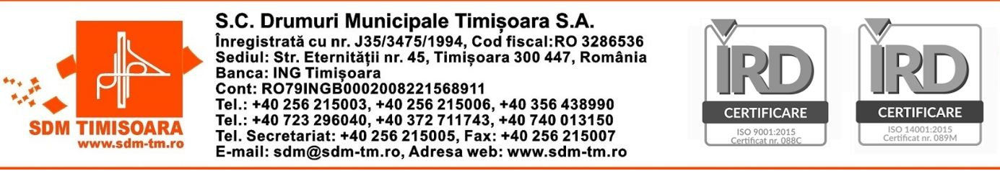 SDM TIMISOARA
www.sdm-tm.ro
S.C. Drumuri Municipale Timișoara S.A.
Înregistrată cu nr. J35/3475/1994, Cod fiscal:RO 3286536
Sediul: Str. Eternității nr. 45, Timișoara 300 447, România
Banca: ING Timișoara
Cont: RO79INGB0002008221568911
Tel.: +40 256 215003, +40 256 215006, +40 356 438990
Tel.: +40 723 296040, +40 372 711743, +40 740 013150
Tel. Secretariat: +40 256 215005, Fax: +40 256 215007
E-mail: sdm@sdm-tm.ro, Adresa web: www.sdm-tm.ro
IRD
CERTIFICARE
ISO 9001:2015
Certificat nr. 088C
IRD
CERTIFICARE
ISO 14001:2015
Certificat nr. 089M